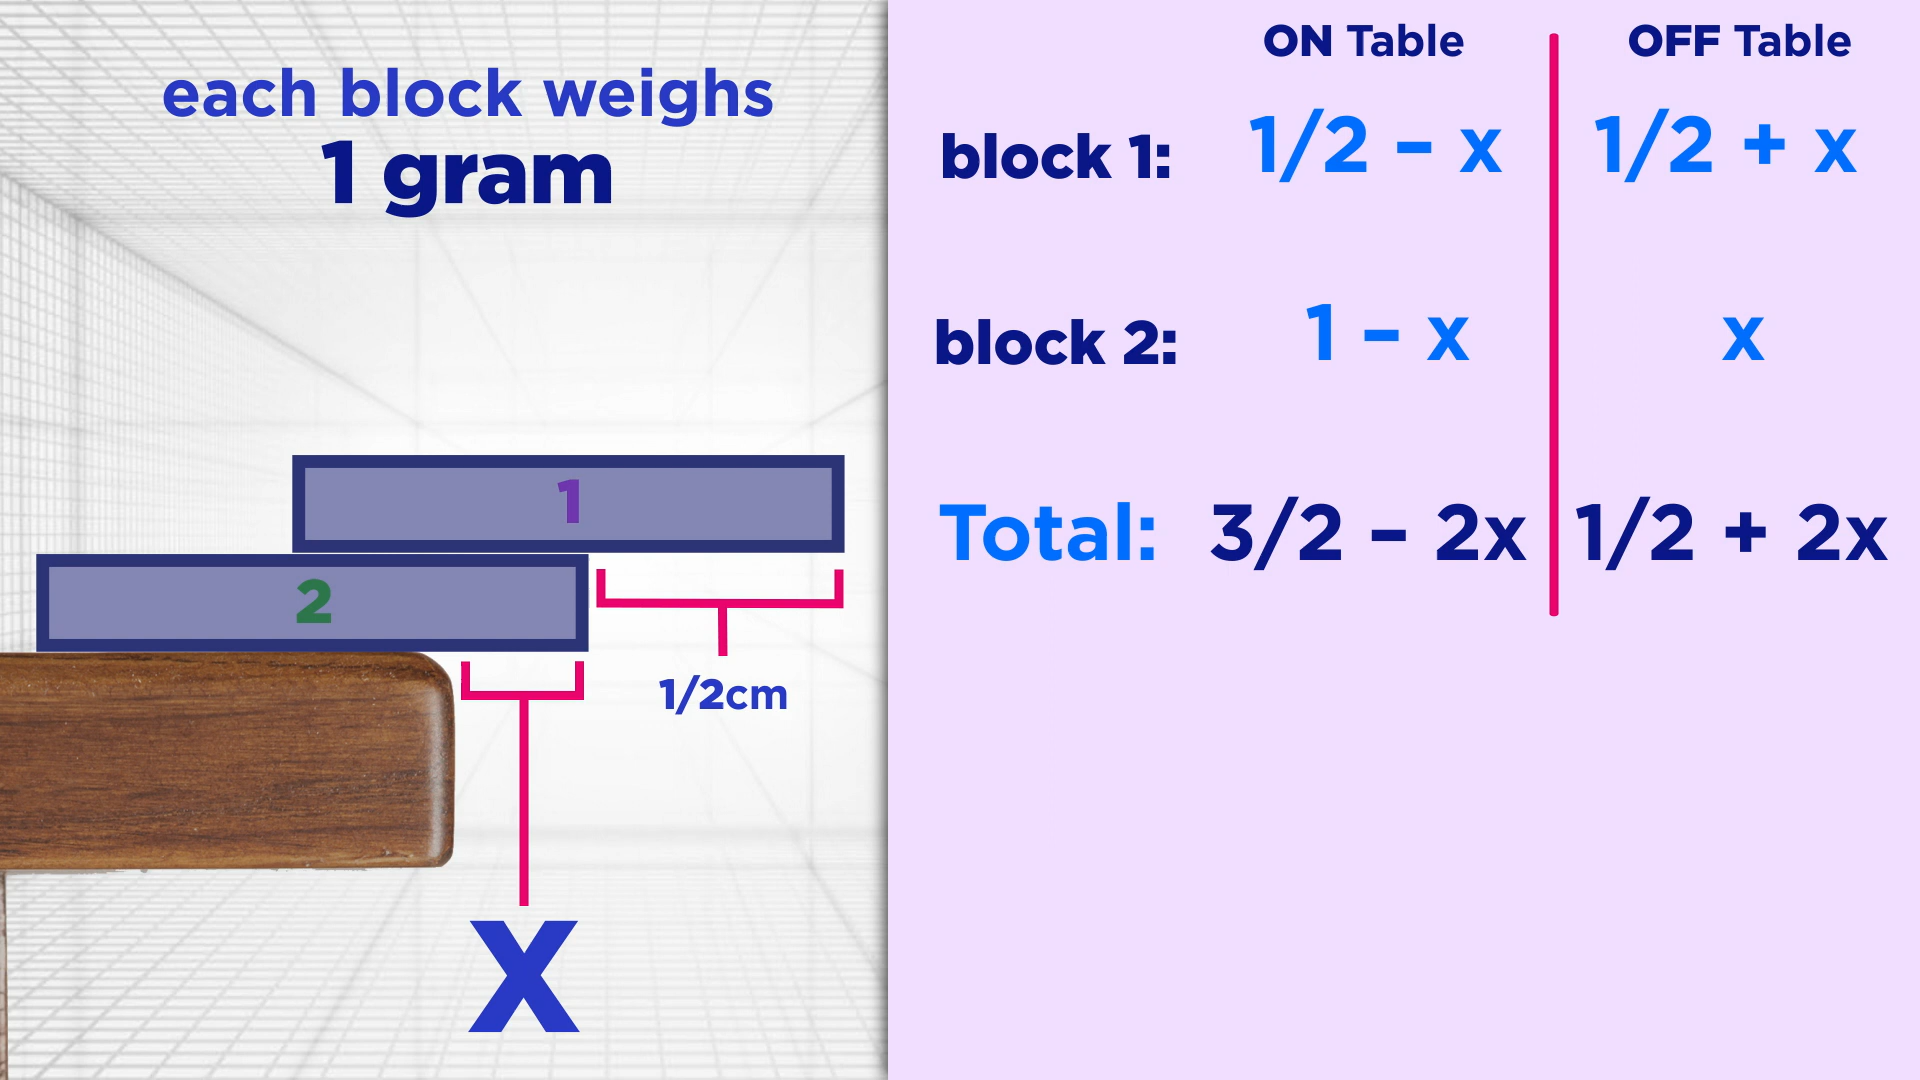 each block weighs
1 gram
1
2
1/2cm
X
ON Table OFF Table
block 1: 1/2 – x 1/2 + x
block 2: 1 – x x
Total: 3/2 – 2x 1/2 + 2x